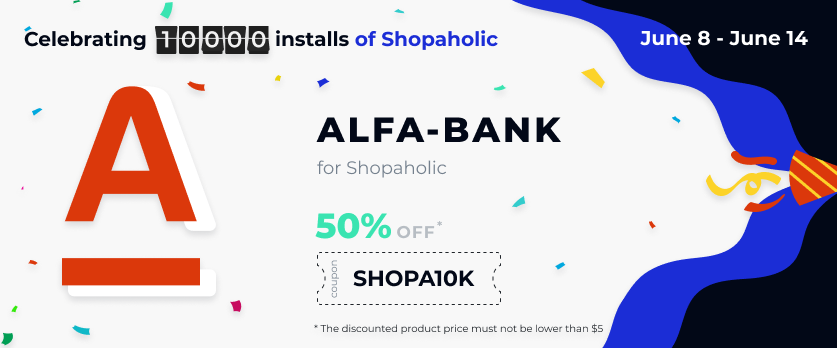 Celebrating 10000 installs of Shopaholic
June 8 - June 14
A
ALFA-BANK
for Shopaholic
50% OFF*
coupon
SHOPA10K
* The discounted product price must not be lower than $5